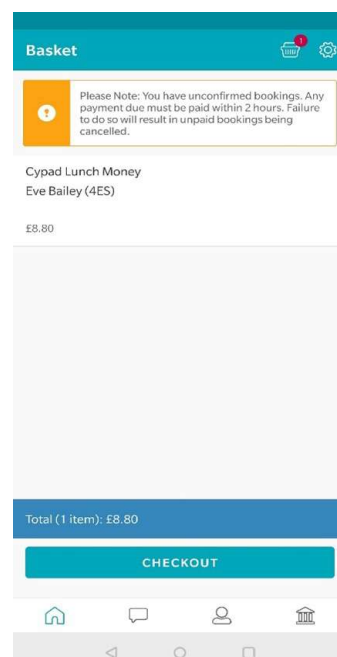 Basket
1
Please Note: You have unconfirmed bookings. Any
payment due must be paid within 2 hours. Failure
to do so will result in unpaid bookings being
cancelled.
Cypad Lunch Money
Eve Bailey (4ES)
£8.80
Total (1 item): £8.80
CHECKOUT